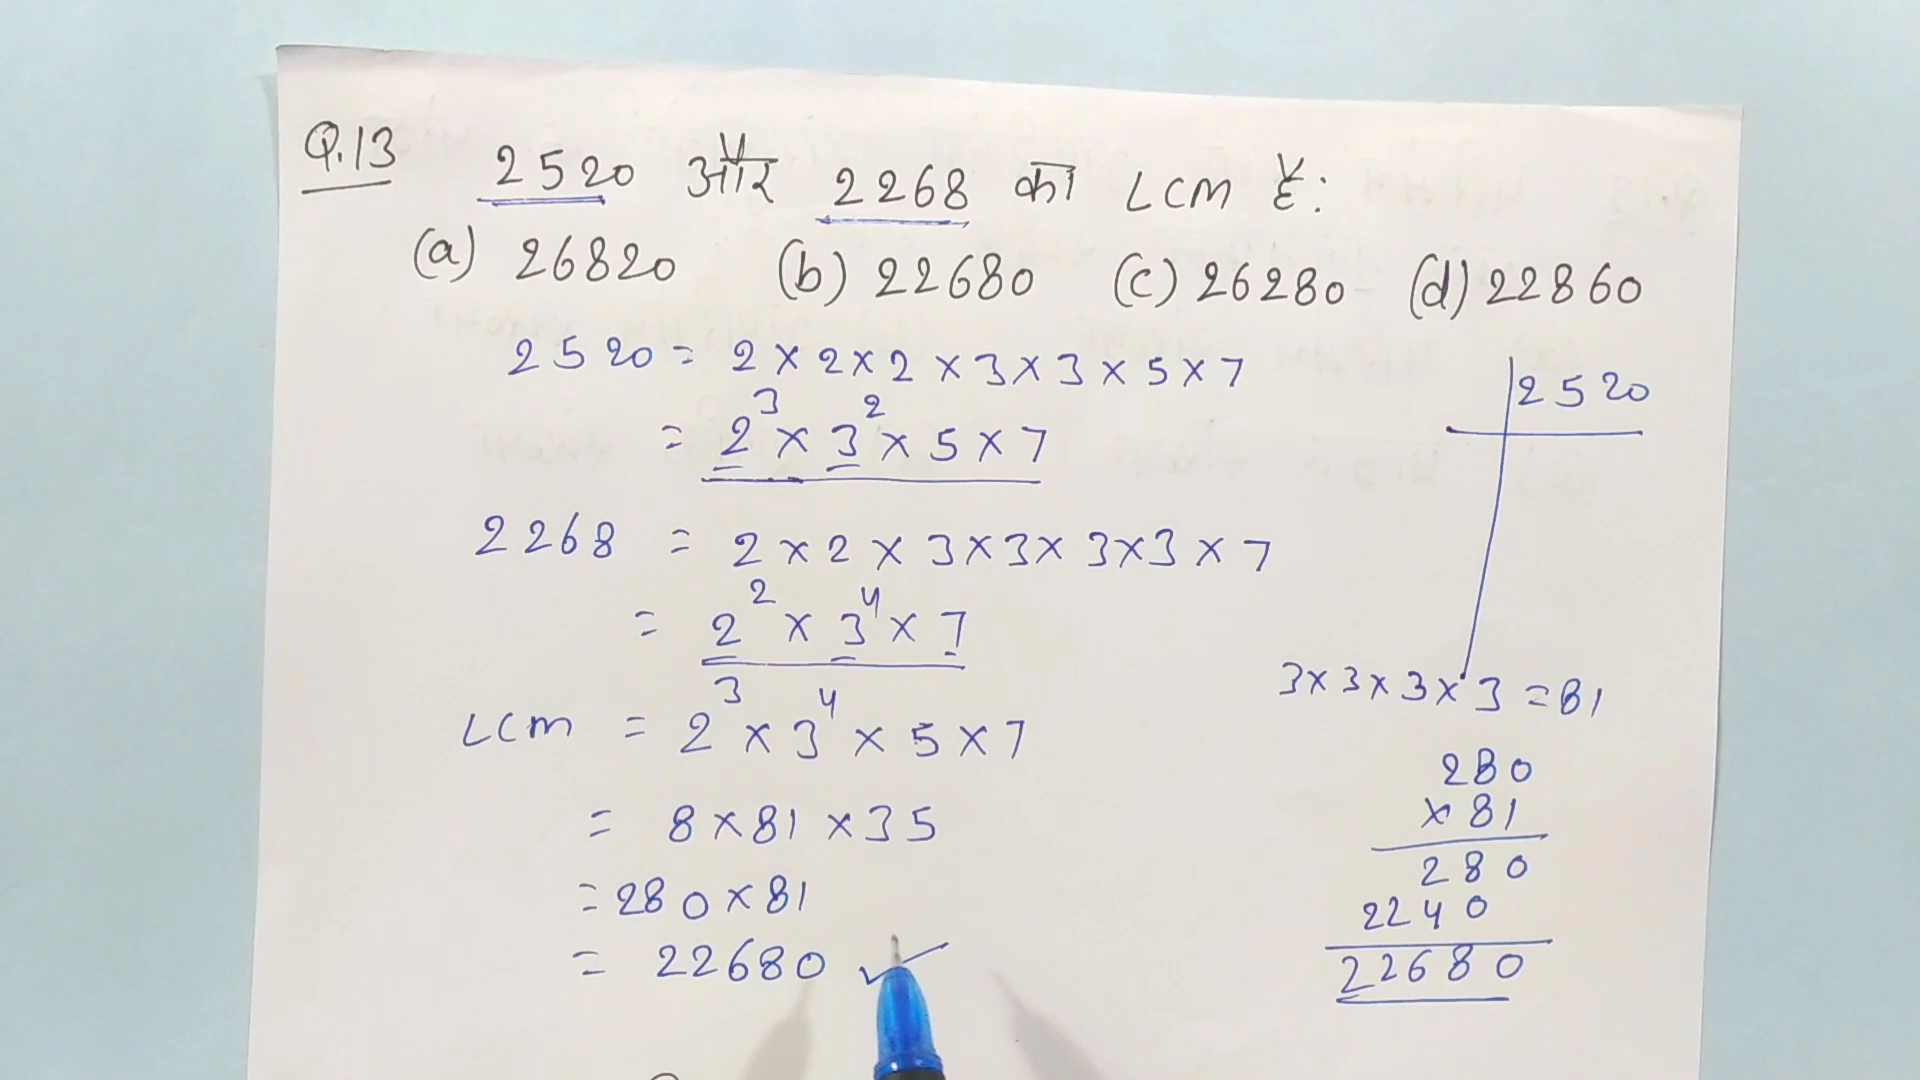 Q.13 2520 और 2268 का LCM है:
(a) 26820 (b) 22680 (c) 26280 (d) 22860
2520 = 2×2×2×3×3×5×7
= 2³×3²×5×7
2268 = 2×2×3×3×3×3×7
= 2²×3⁴×7
LCM = 2³×3⁴×5×7
= 8×81×35
= 280×81
= 22680 ✓
2520
3×3×3×3=81
280
×81
280
2240
22680